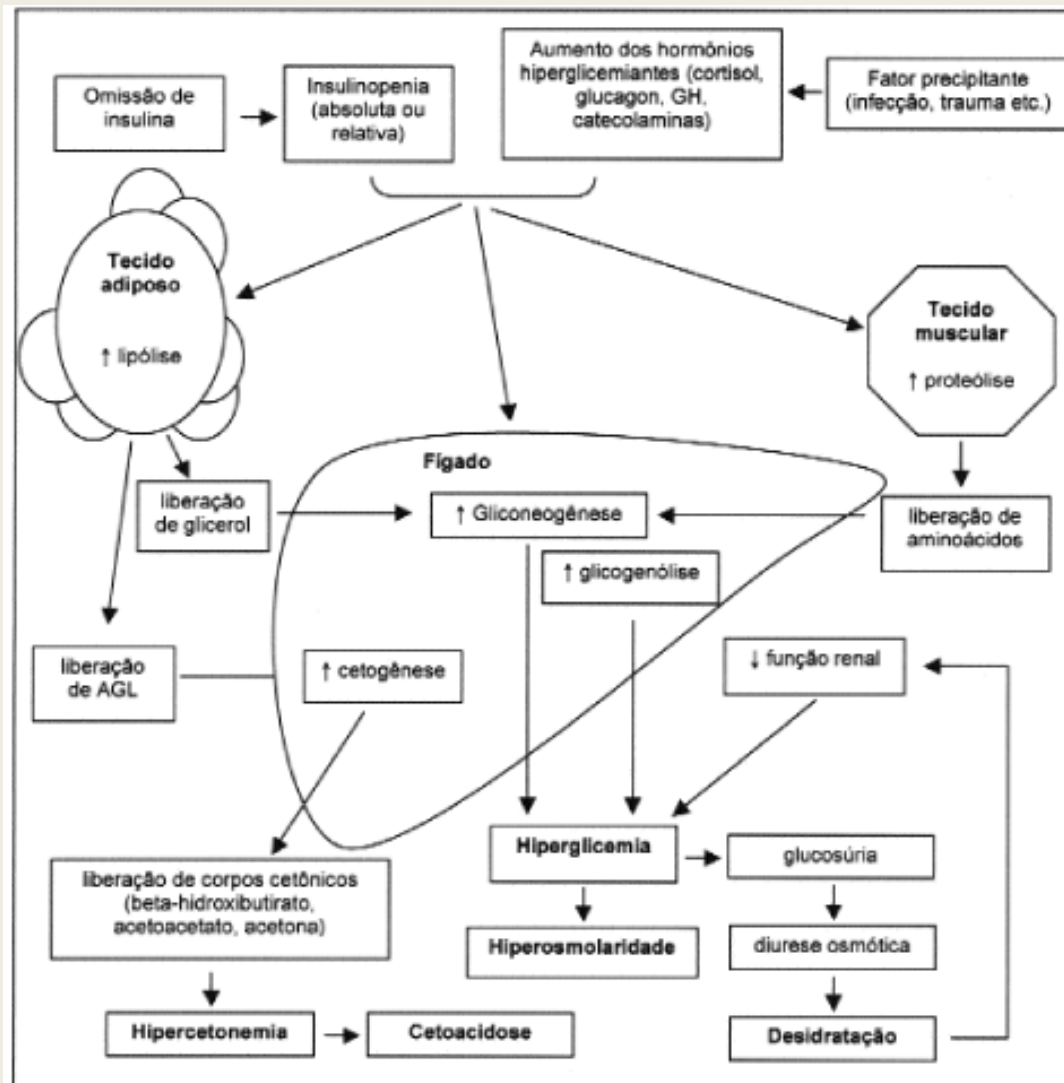 Omissão de
insulina
Insulinopenia
(absoluta ou
relativa)
Aumento dos hormônios
hiperglicemiantes (cortisol,
glucagon, GH,
catecolaminas)
Fator precipitante
(infecção, trauma etc.)
Tecido
adiposo
↑ lipólise
Tecido
muscular
↑ proteólise
Fígado
liberação
de glicerol
↑ Gliconeogênese
liberação de
aminoácidos
↑ glicogenólise
liberação
de AGL
↑ cetogênese
↓ função renal
Hiperglicemia
glucosúria
liberação de corpos cetônicos
(beta-hidroxibutirato,
acetoacetato, acetona)
Hiperosmolaridade
diurese osmótica
Hipercetonemia
Cetoacidose
Desidratação